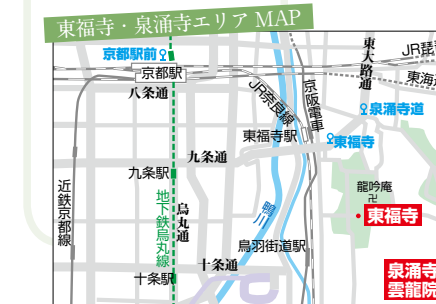 東福寺・泉涌寺エリア MAP
京都駅前
京都駅
八条通
JR奈良線
京阪電車
東大路通
JR琵
東海道
泉涌寺道
東福寺駅
東福寺
九条通
九条駅
近鉄京都線
地下鉄烏丸線
烏丸通
鴨川
龍吟庵
卍
東福寺
鳥羽街道駅
十条通
十条駅
泉涌寺
雲龍院